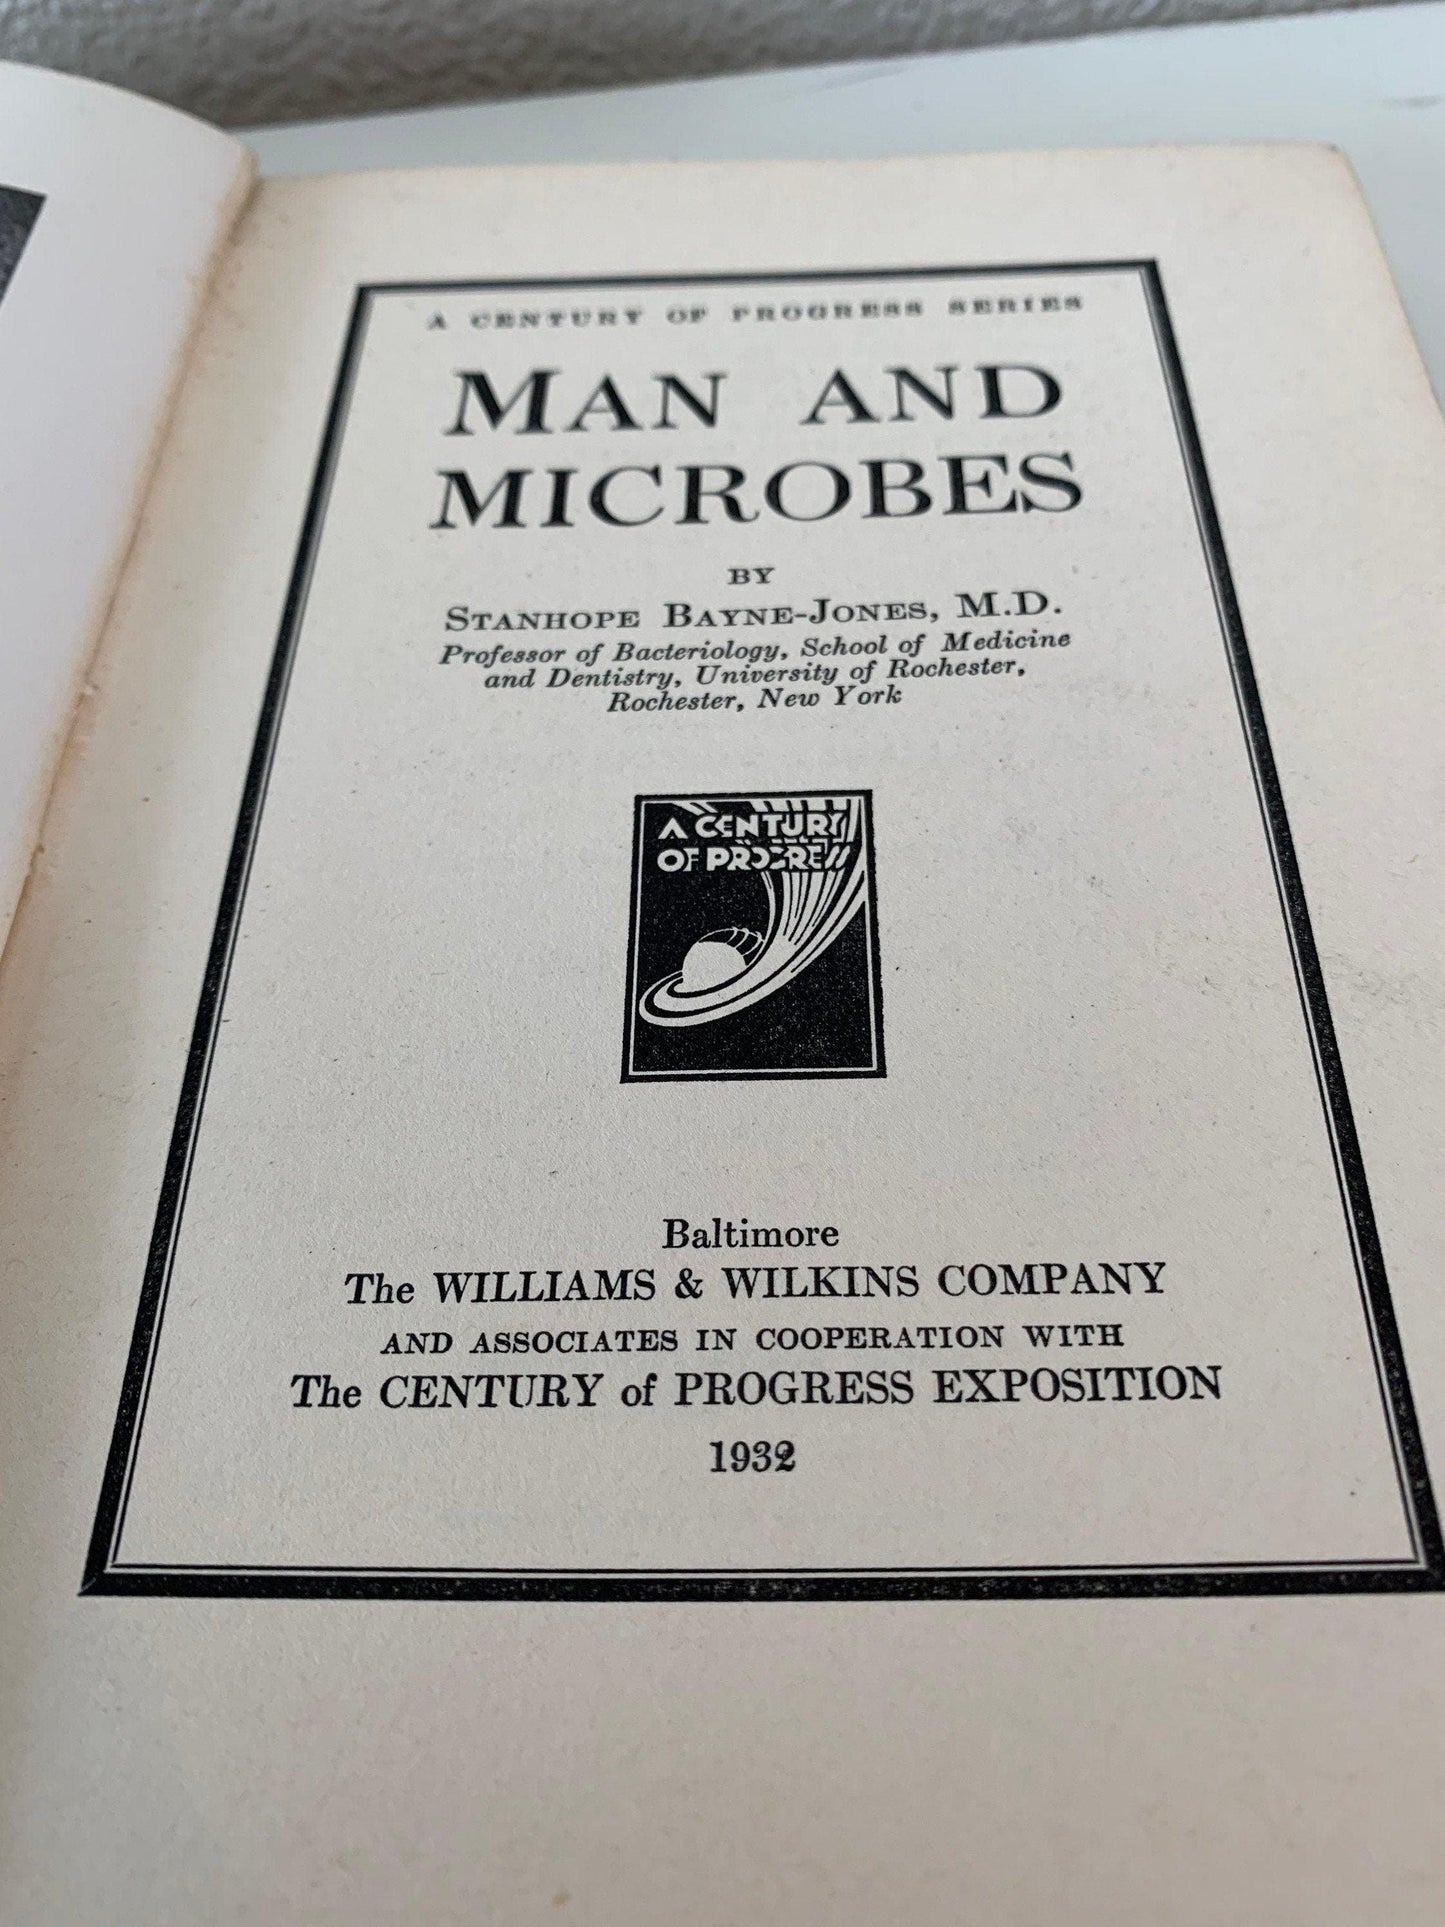 A CENTURY OF PROGRESS SERIES
MAN AND
MICROBES
BY
STANHOPE BAYNE-JONES, M.D.
Professor of Bacteriology, School of Medicine
and Dentistry, University of Rochester,
Rochester, New York
A CENTURY
OF PROGRESS
Baltimore
The WILLIAMS & WILKINS COMPANY
AND ASSOCIATES IN COOPERATION WITH
The CENTURY of PROGRESS EXPOSITION
1932